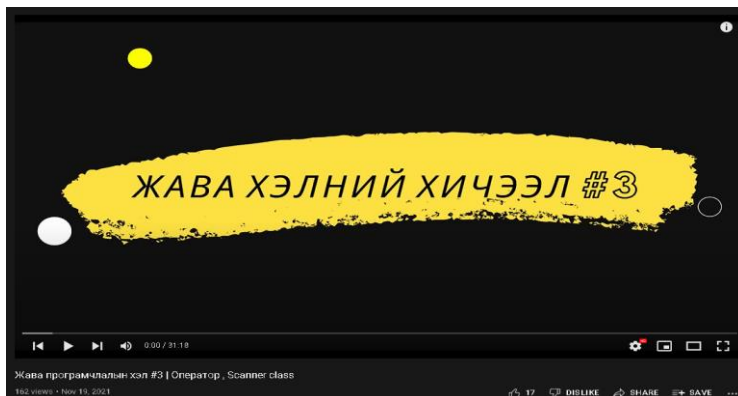 ЖАВА ХЭЛНИЙ ХИЧЭЭЛ #3
0:00 / 31:18
Жава програмчлалын хэл #3 | Оператор , Scanner class
162 views • Nov 19, 2021
17 DISLIKE SHARE SAVE ...